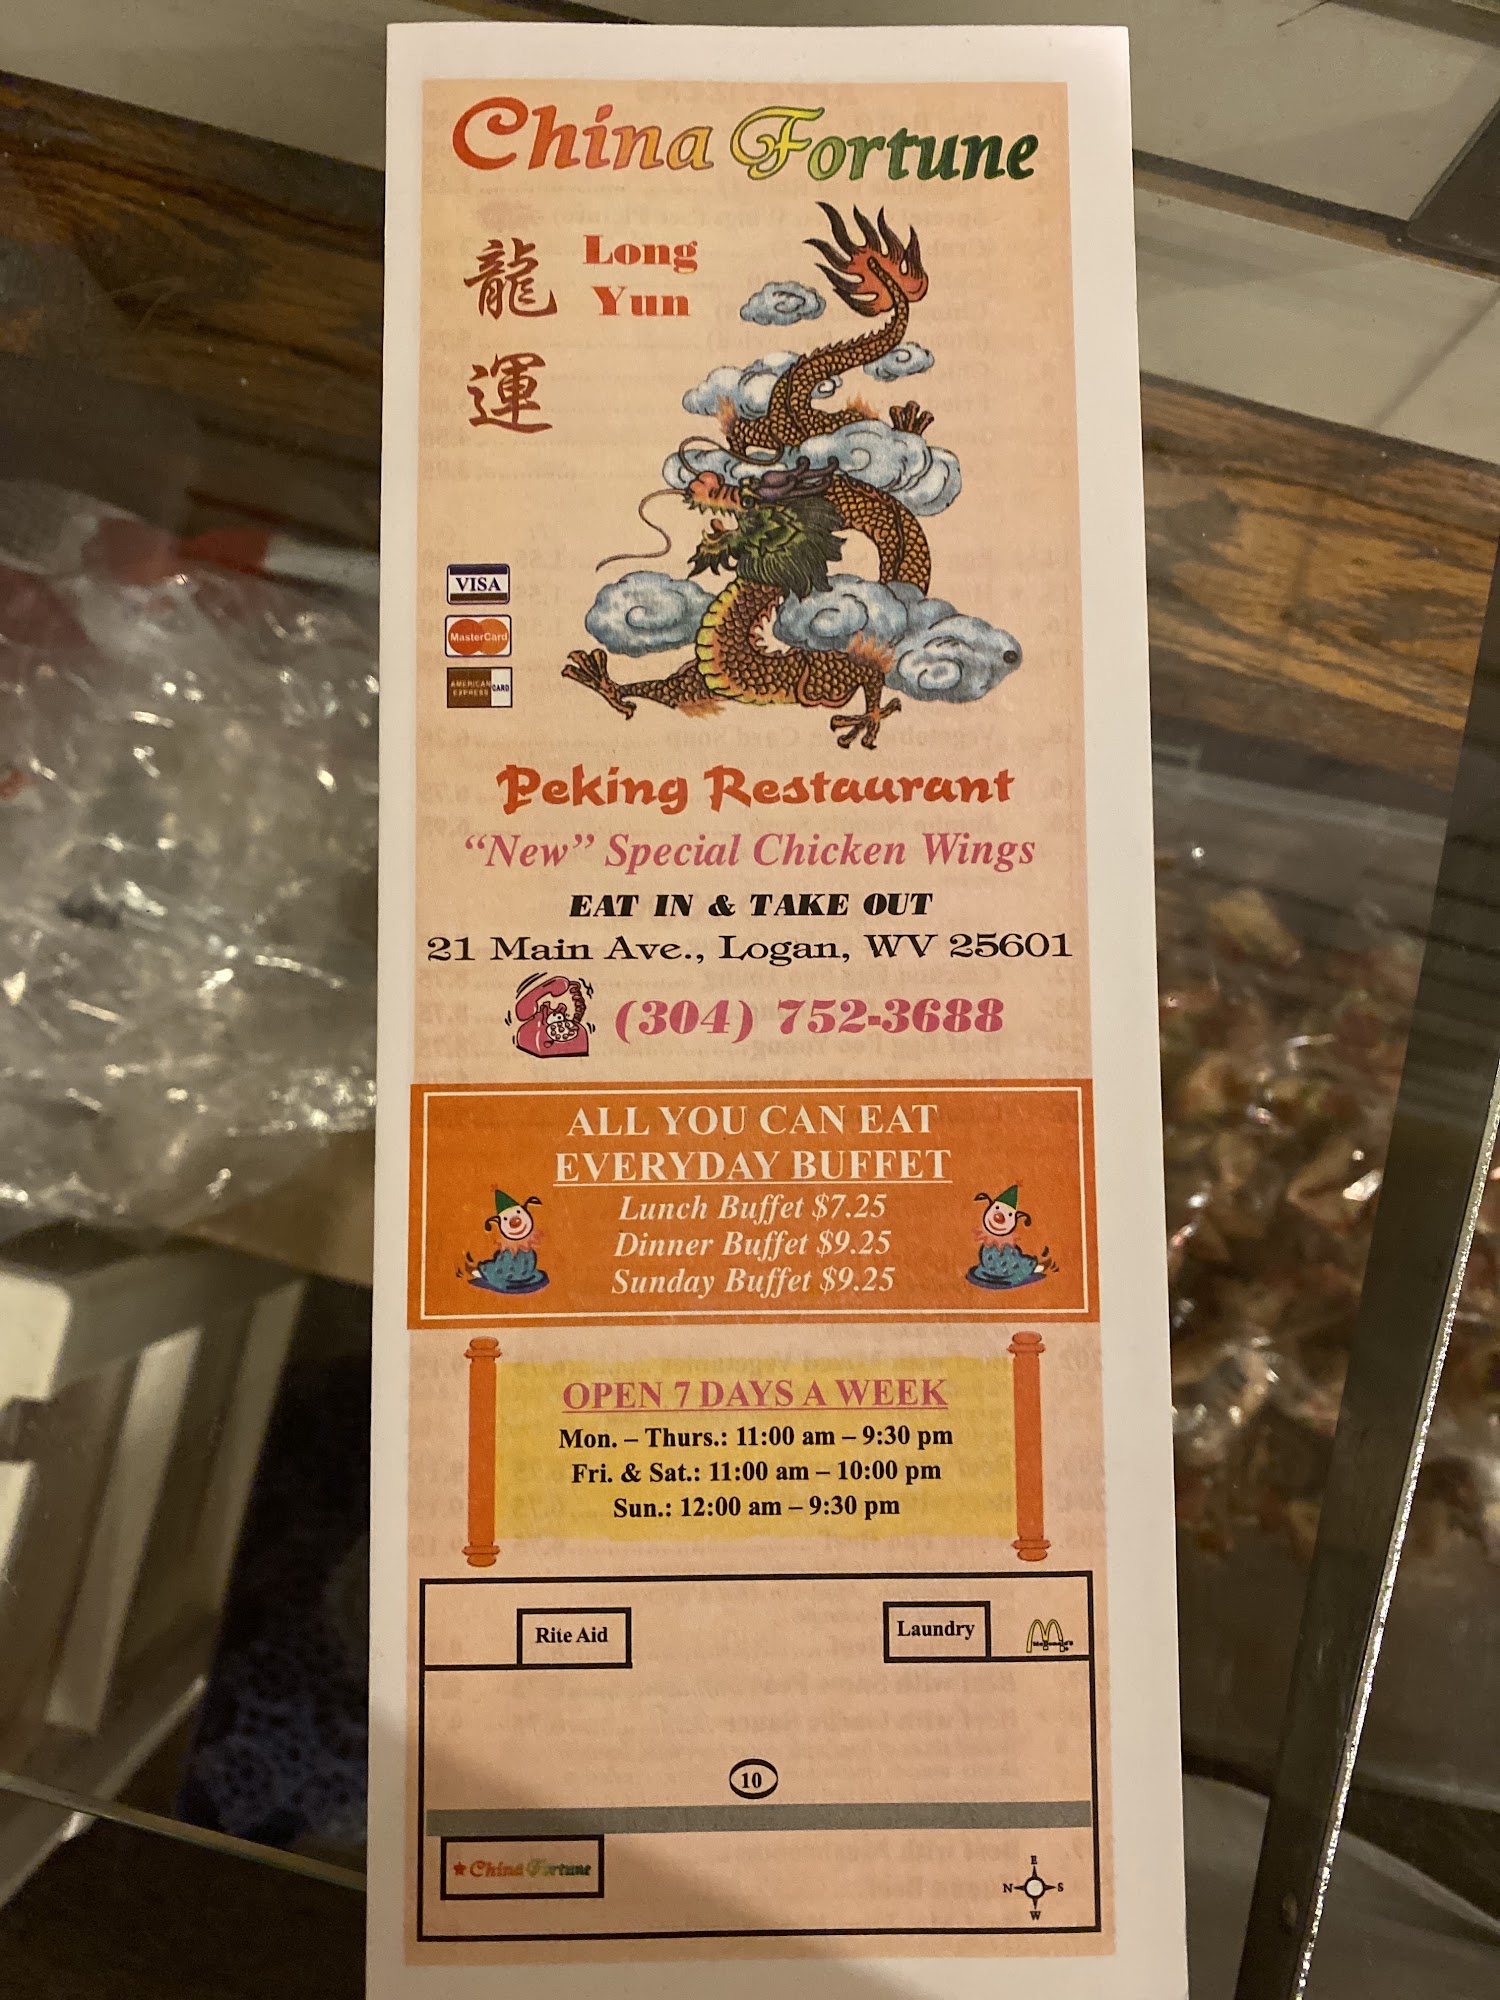 China Fortune
龍運
Long
Yun
VISA
MasterCard
AMERICAN EXPRESS CARD
Peking Restaurant
“New” Special Chicken Wings
EAT IN & TAKE OUT
21 Main Ave., Logan, WV 25601
(304) 752-3688
ALL YOU CAN EAT
EVERYDAY BUFFET
Lunch Buffet $7.25
Dinner Buffet $9.25
Sunday Buffet $9.25
OPEN 7 DAYS A WEEK
Mon. – Thurs.: 11:00 am – 9:30 pm
Fri. & Sat.: 11:00 am – 10:00 pm
Sun.: 12:00 am – 9:30 pm
Rite Aid
Laundry
McDonald's
10
China Fortune
E
N S
W